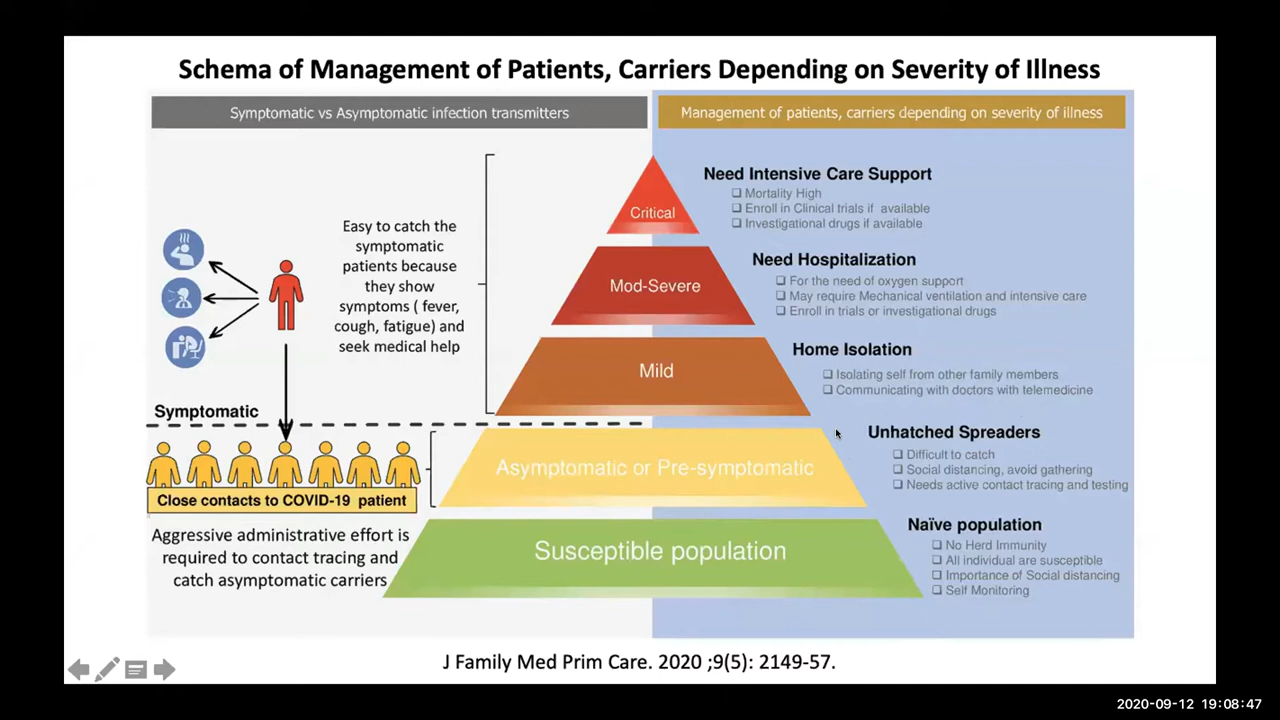 Schema of Management of Patients, Carriers Depending on Severity of Illness
Symptomatic vs Asymptomatic infection transmitters
Management of patients, carriers depending on severity of illness
Easy to catch the
symptomatic
patients because
they show
symptoms ( fever,
cough, fatigue) and
seek medical help
Symptomatic
Close contacts to COVID-19 patient
Aggressive administrative effort is
required to contact tracing and
catch asymptomatic carriers
Critical
Mod-Severe
Mild
Asymptomatic or Pre-symptomatic
Susceptible population
Need Intensive Care Support
Mortality High
Enroll in Clinical trials if available
Investigational drugs if available
Need Hospitalization
For the need of oxygen support
May require Mechanical ventilation and intensive care
Enroll in trials or investigational drugs
Home Isolation
Isolating self from other family members
Communicating with doctors with telemedicine
Unhatched Spreaders
Difficult to catch
Social distancing, avoid gathering
Needs active contact tracing and testing
Naïve population
No Herd Immunity
All individual are susceptible
Importance of Social distancing
Self Monitoring
J Family Med Prim Care. 2020 ;9(5): 2149-57.
2020-09-12 19:08:47